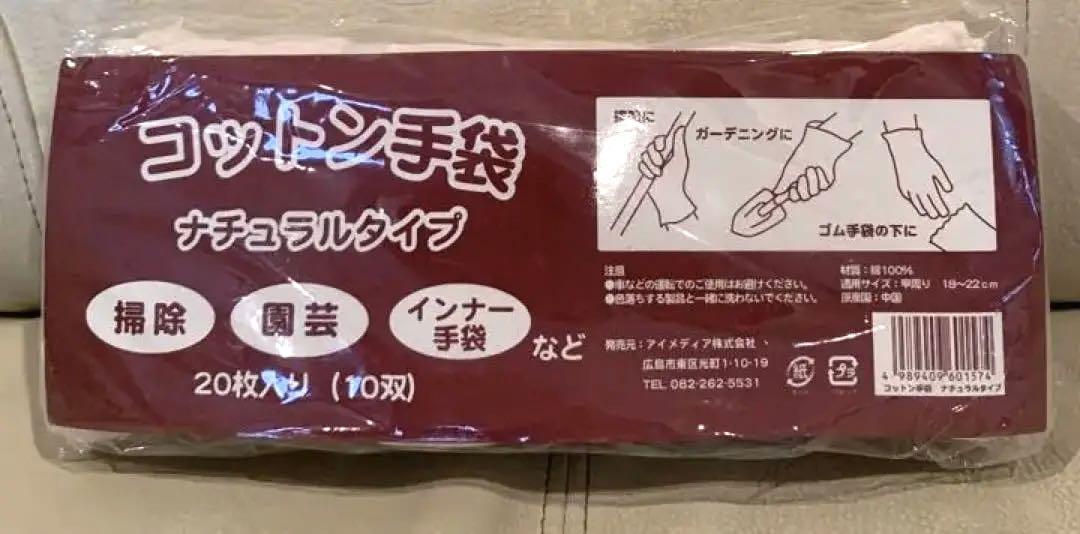 コットン手袋
ナチュラルタイプ
掃除
園芸
インナー
手袋
など
20枚入り (10双)
掃除に
ガーデニングに
ゴム手袋の下に
注意
●車などの運転でのご使用はお避けください。
●色落ちする製品と一緒に洗わないでください。
材質：綿100%
適用サイズ：甲周り 18～22cm
原産国：中国
発売元：アイメディア株式会社
広島市東区光町1-10-19
TEL 082-262-5531
紙
プラ
4 989409 601574
コットン手袋 ナチュラルタイプ